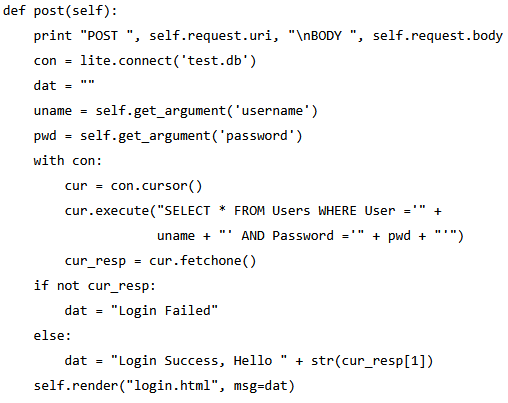 def post(self):
    print "POST ", self.request.uri, "\nBODY ", self.request.body
    con = lite.connect('test.db')
    dat = ""
    uname = self.get_argument('username')
    pwd = self.get_argument('password')
    with con:
        cur = con.cursor()
        cur.execute("SELECT * FROM Users WHERE User ='" +
                    uname + "' AND Password ='" + pwd + "'")
        cur_resp = cur.fetchone()
    if not cur_resp:
        dat = "Login Failed"
    else:
        dat = "Login Success, Hello " + str(cur_resp[1])
    self.render("login.html", msg=dat)